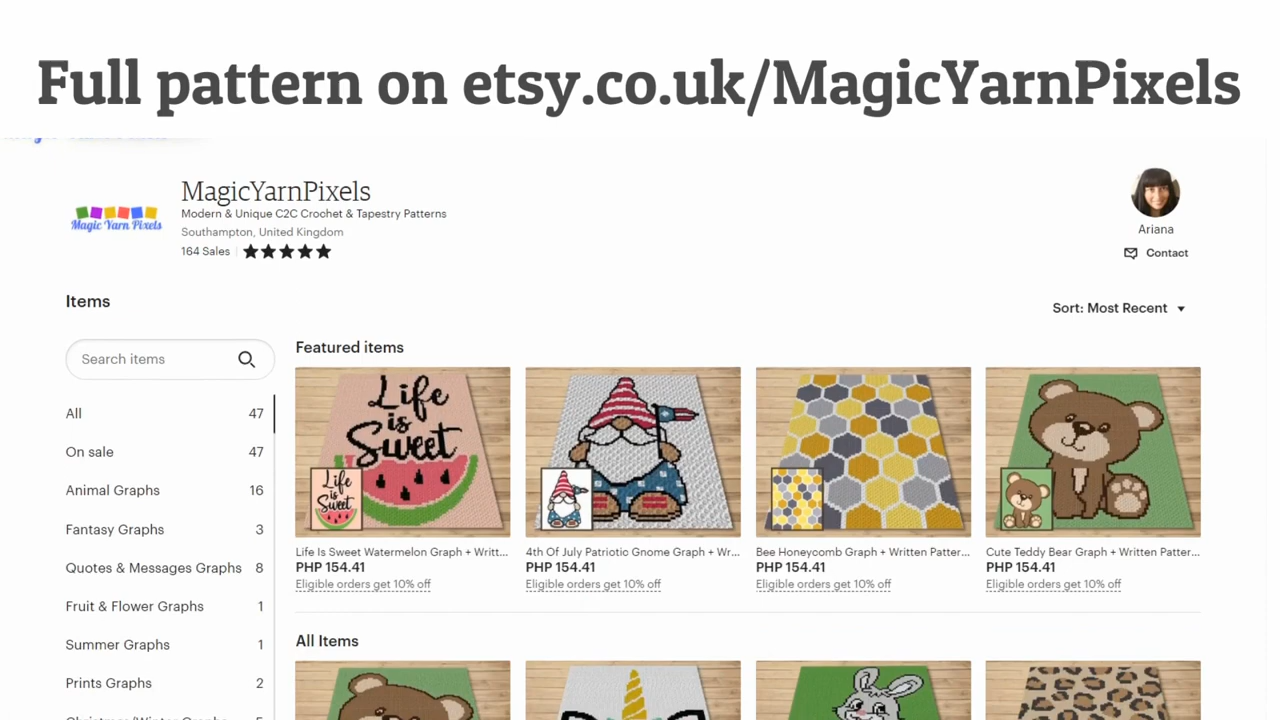 Full pattern on etsy.co.uk/MagicYarnPixels
MagicYarnPixels
Magic Yarn Pixels
Modern & Unique C2C Crochet & Tapestry Patterns
Southampton, United Kingdom
164 Sales
Ariana
Contact
Items
Sort: Most Recent
Search items
Featured items
All 47
On sale 47
Animal Graphs 16
Fantasy Graphs 3
Quotes & Messages Graphs 8
Fruit & Flower Graphs 1
Summer Graphs 1
Prints Graphs 2
Life
is
Sweet
Life
is
Sweet
Life Is Sweet Watermelon Graph + Writt...
PHP 154.41
Eligible orders get 10% off
4th Of July Patriotic Gnome Graph + Wr...
PHP 154.41
Eligible orders get 10% off
Bee Honeycomb Graph + Written Patter...
PHP 154.41
Eligible orders get 10% off
Cute Teddy Bear Graph + Written Patter...
PHP 154.41
Eligible orders get 10% off
All Items